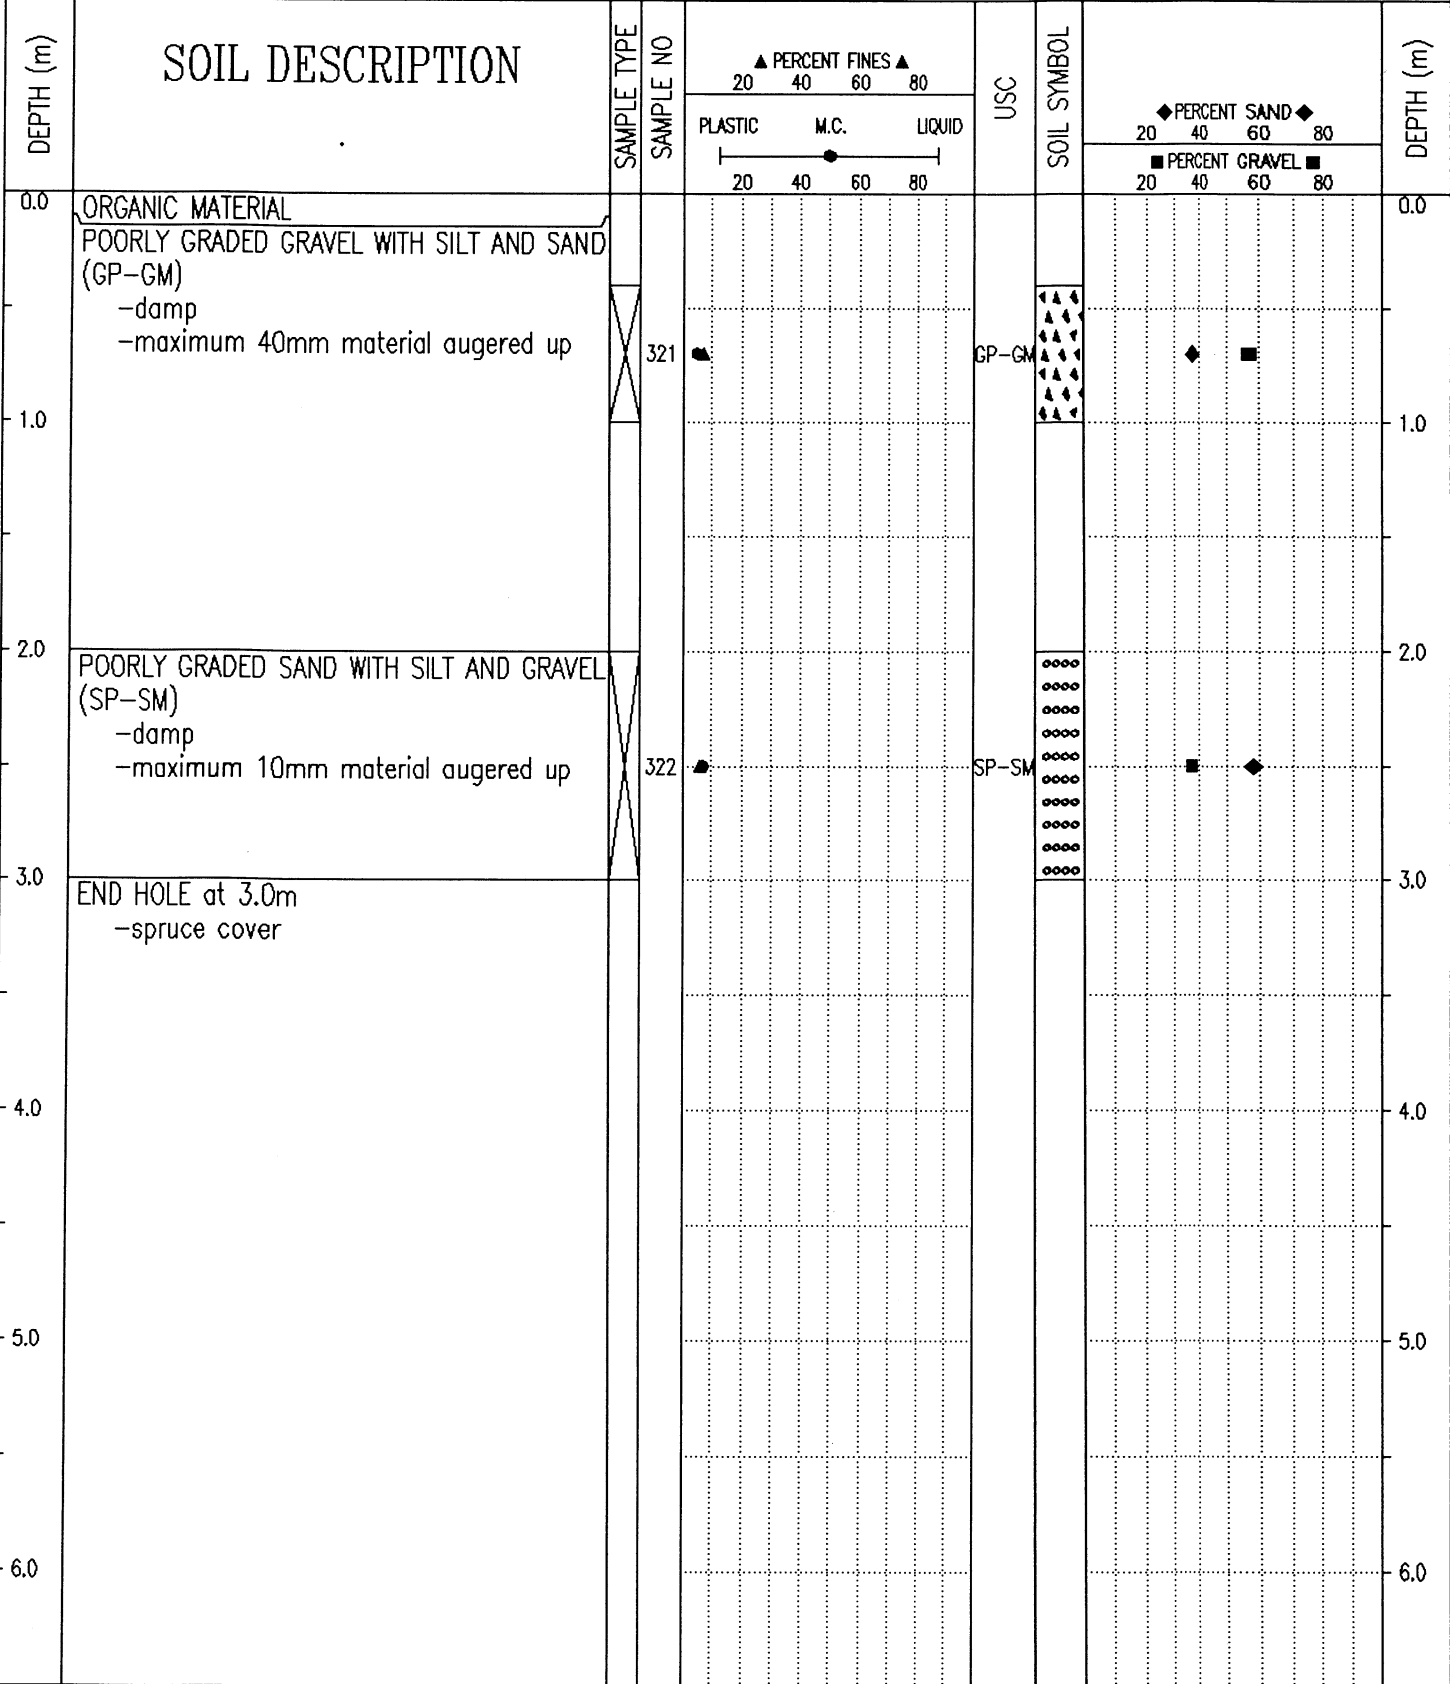 DEPTH (m)
SOIL DESCRIPTION
SAMPLE TYPE
SAMPLE NO
▲ PERCENT FINES ▲
20 40 60 80
PLASTIC M.C. LIQUID
20 40 60 80
USC
SOIL SYMBOL
◆PERCENT SAND◆
20 40 60 80
■PERCENT GRAVEL■
20 40 60 80
DEPTH (m)
0.0
ORGANIC MATERIAL
0.0
POORLY GRADED GRAVEL WITH SILT AND SAND
(GP-GM)
-damp
-maximum 40mm material augered up
321
GP-GM
1.0
1.0
2.0
2.0
POORLY GRADED SAND WITH SILT AND GRAVEL
(SP-SM)
-damp
-maximum 10mm material augered up
322
SP-SM
3.0
3.0
END HOLE at 3.0m
-spruce cover
4.0
4.0
5.0
5.0
6.0
6.0